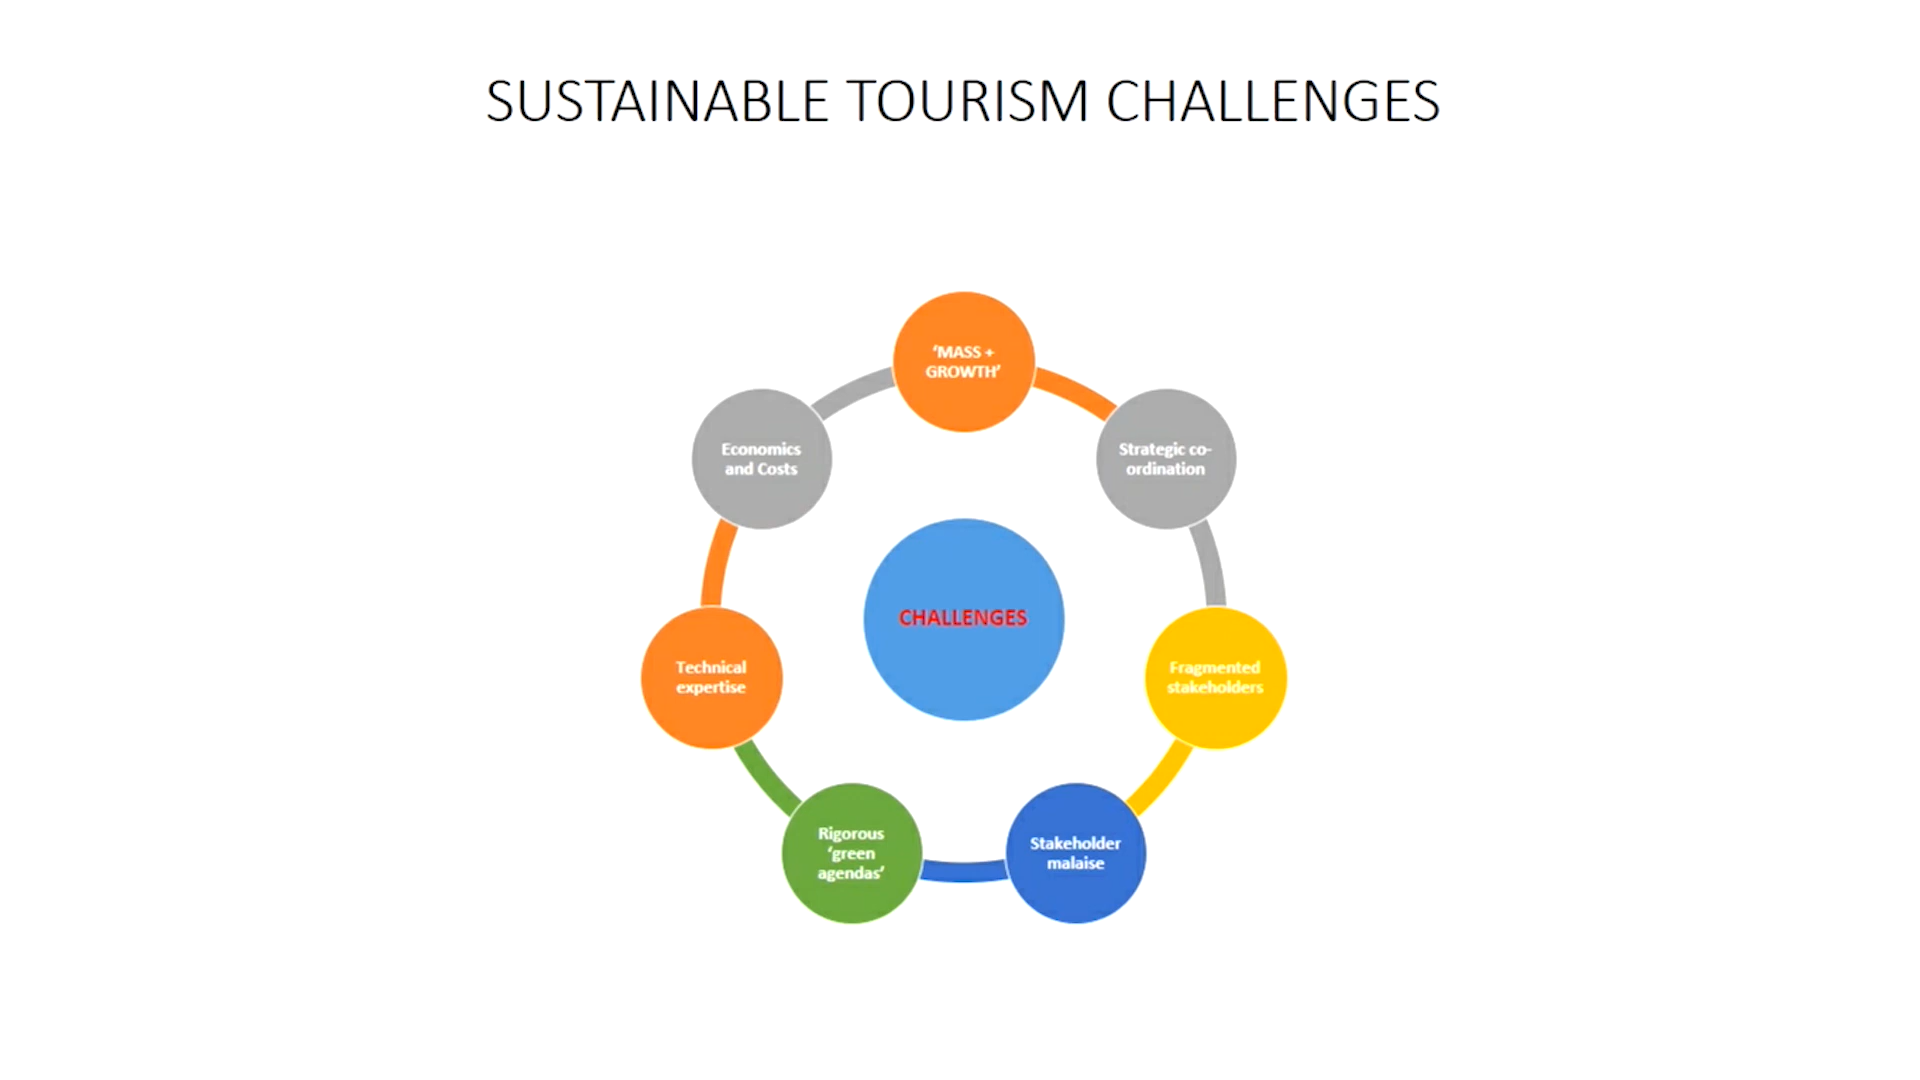 SUSTAINABLE TOURISM CHALLENGES
‘MASS +
GROWTH’
Strategic co-
ordination
Fragmented
stakeholders
Stakeholder
malaise
Rigorous
‘green
agendas’
Technical
expertise
Economics
and Costs
CHALLENGES